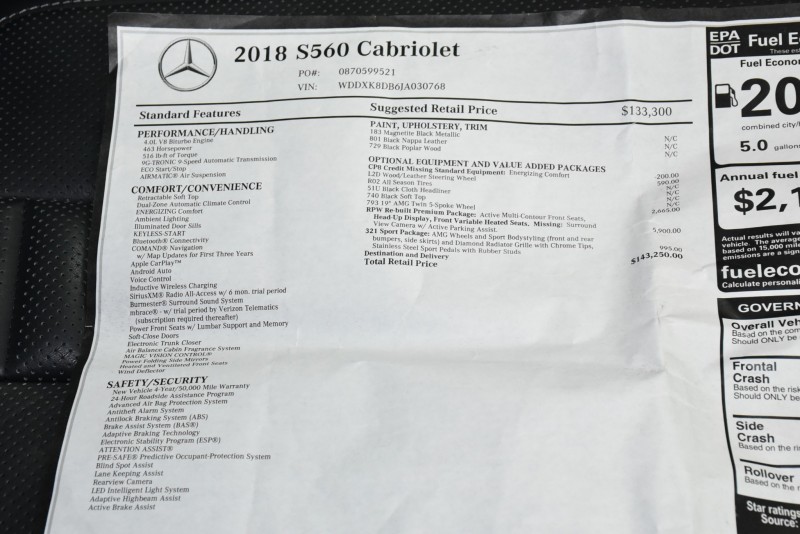 2018 S560 Cabriolet
PO#: 0870599521
VIN: WDDXK8DB6JA030768
Standard Features
PERFORMANCE/HANDLING
4.0L V8 Biturbo Engine
463 Horsepower
516 lb-ft of Torque
9G-TRONIC 9-Speed Automatic Transmission
ECO Start/Stop
AIRMATIC® Air Suspension
COMFORT/CONVENIENCE
Retractable Soft Top
Dual-Zone Automatic Climate Control
ENERGIZING Comfort
Ambient Lighting
Illuminated Door Sills
KEYLESS-START
Bluetooth® Connectivity
COMAND® Navigation
w/ Map Updates for First Three Years
Apple CarPlay™
Android Auto
Voice Control
Inductive Wireless Charging
SiriusXM® Radio All-Access w/ 6 mon. trial period
Burmester® Surround Sound System
mbrace® - w/ trial period by Verizon Telematics
(subscription required thereafter)
Power Front Seats w/ Lumbar Support and Memory
Soft-Close Doors
Electronic Trunk Closer
Air Balance Cabin Fragrance System
MAGIC VISION CONTROL®
Power Folding Side Mirrors
Heated and Ventilated Front Seats
Wind Deflector
SAFETY/SECURITY
New Vehicle 4-Year/50,000 Mile Warranty
24-Hour Roadside Assistance Program
Advanced Air Bag Protection System
Antitheft Alarm System
Antilock Braking System (ABS)
Brake Assist System (BAS®)
Adaptive Braking Technology
Electronic Stability Program (ESP®)
ATTENTION ASSIST®
PRE-SAFE® Predictive Occupant-Protection System
Blind Spot Assist
Lane Keeping Assist
Rearview Camera
LED Intelligent Light System
Adaptive Highbeam Assist
Active Brake Assist
Suggested Retail Price $133,300
PAINT, UPHOLSTERY, TRIM
183 Magnetite Black Metallic N/C
801 Black Nappa Leather N/C
729 Black Poplar Wood N/C
OPTIONAL EQUIPMENT AND VALUE ADDED PACKAGES
CP8 Credit Missing Standard Equipment: Energizing Comfort -200.00
L2D Wood/Leather Steering Wheel 590.00
R02 All Season Tires N/C
51U Black Cloth Headliner N/C
740 Black Soft Top N/C
793 19" AMG Twin 5-Spoke Wheel N/C
RPW Re-built Premium Package: Active Multi-Contour Front Seats, 2,665.00
Head-Up Display, Front Variable Heated Seats, Missing: Surround
View Camera w/ Active Parking Assist.
321 Sport Package: AMG Wheels and Sport Bodystyling (front and rear 5,900.00
bumpers, side skirts) and Diamond Radiator Grille with Chrome Tips,
Stainless Steel Sport Pedals with Rubber Studs
Destination and Delivery 995.00
Total Retail Price $143,250.00
EPA
DOT
Fuel E
These es
Fuel Econo
20
combined city/
5.0 gallon
Annual fuel
$2,1
Actual results will va
vehicle. The average
based on 15,000 mile
emissions are a sign
fueleco
Calculate personali
GOVERN
Overall Veh
Based on the com
Should ONLY be
Frontal
Crash
Based on the risk
Should ONLY be
Side
Crash
Based on the ri
Rollover
Based on the r
Star rating
Source: